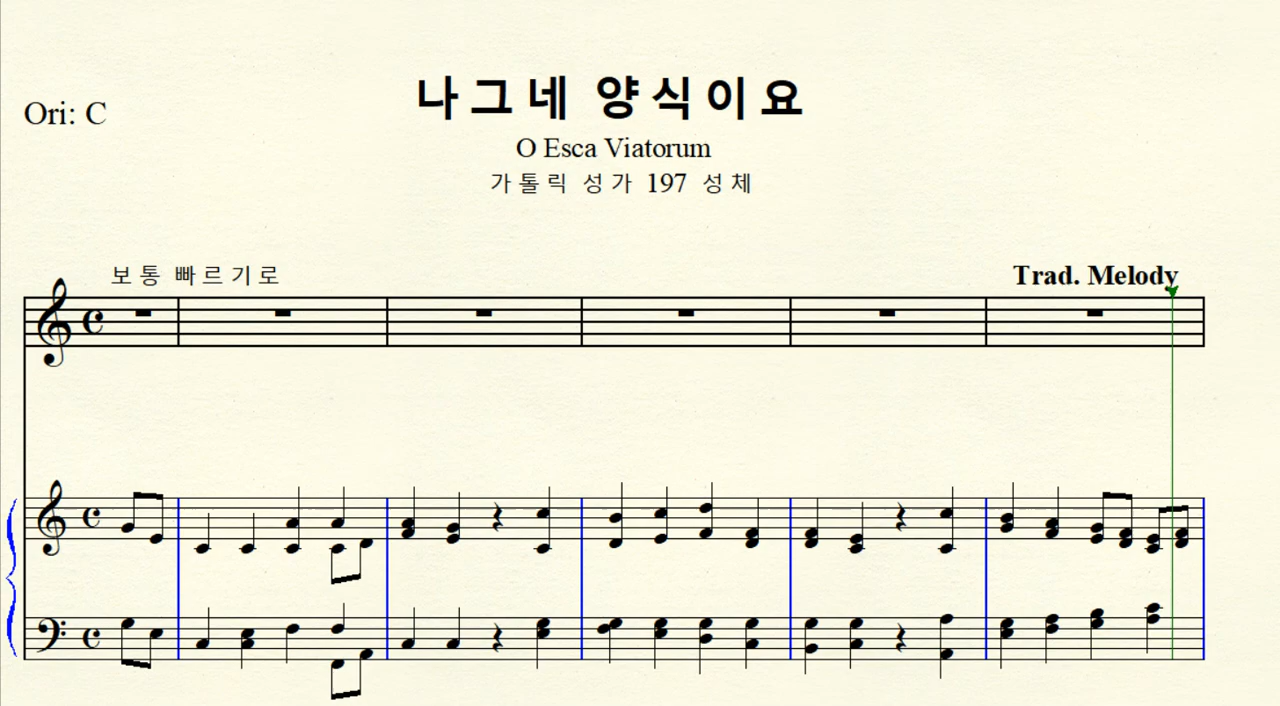 나그네 양식이요
Ori: C
O Esca Viatorum
가톨릭 성가 197 성체
보통 빠르기로
Trad. Melody